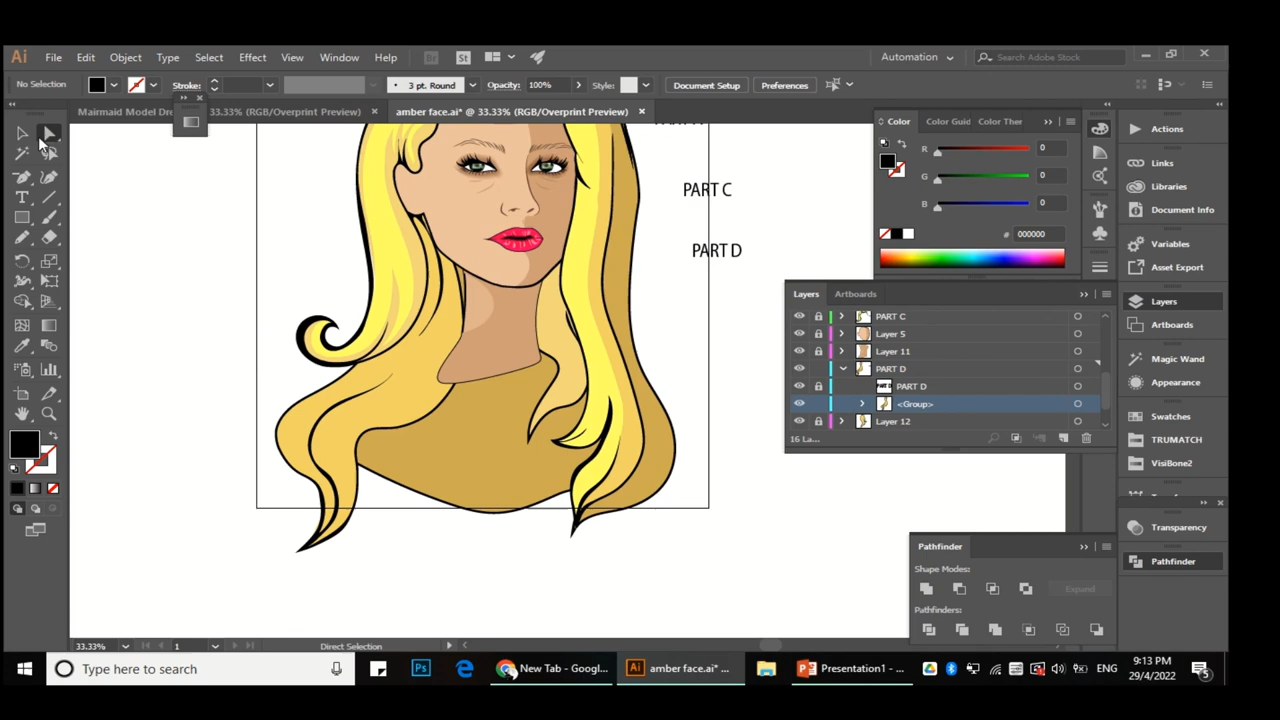 Ai File Edit Object Type Select Effect View Window Help Br St Automation Search Adobe Stock
No Selection Stroke: 3 pt. Round Opacity: 100% Style: Document Setup Preferences
Mairmaid Model Dre 33.33% (RGB/Overprint Preview) × amber face.ai* @ 33.33% (RGB/Overprint Preview) ×
Color Color Guid Color Ther
R 0
G 0
B 0
# 000000
PART C
PART D
Layers Artboards
PART C
Layer 5
Layer 11
PART D
PART D
<Group>
Layer 12
16 La...
Actions
Links
Libraries
Document Info
Variables
Asset Export
Layers
Artboards
Magic Wand
Appearance
Swatches
TRUMATCH
VisiBone2
Transparency
Pathfinder
Pathfinder
Shape Modes:
Expand
Pathfinders:
33.33% 1 Direct Selection
Type here to search Ps New Tab - Googl... Ai amber face.ai* ... Presentation1 - ... ENG 9:13 PM
29/4/2022 5